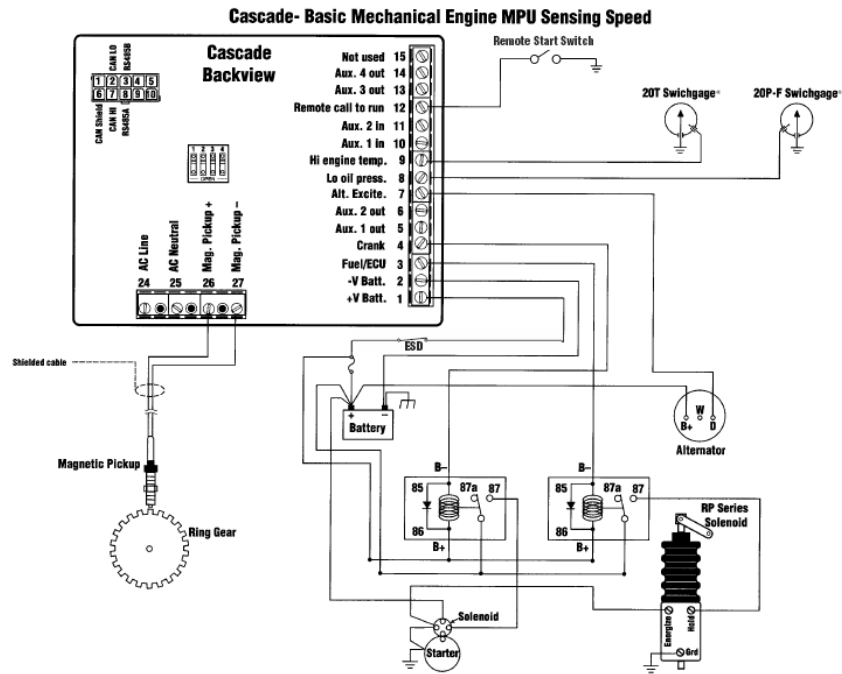 Cascade- Basic Mechanical Engine MPU Sensing Speed
Cascade
Backview
CAN LO
RS485B
1 2 3 4 5
6 7 8 9 10
CAN Shield
CAN HI
RS485A
1 2 3 4
OPEN
Not used 15
Aux. 4 out 14
Aux. 3 out 13
Remote call to run 12
Aux. 2 in 11
Aux. 1 in 10
Hi engine temp. 9
Lo oil press. 8
Alt. Excite. 7
Aux. 2 out 6
Aux. 1 out 5
Crank 4
Fuel/ECU 3
-V Batt. 2
+V Batt. 1
AC Line
AC Neutral
Mag. Pickup +
Mag. Pickup –
24 25 26 27
Remote Start Switch
20T Swichgage®
20P-F Swichgage®
Shielded cable
ESD
+ –
Battery
W
B+ D
Alternator
Magnetic Pickup
Ring Gear
B–
85 87a 87
86
B+
B–
85 87a 87
86
B+
RP Series
Solenoid
Energize
Hold
Grd
Solenoid
Starter